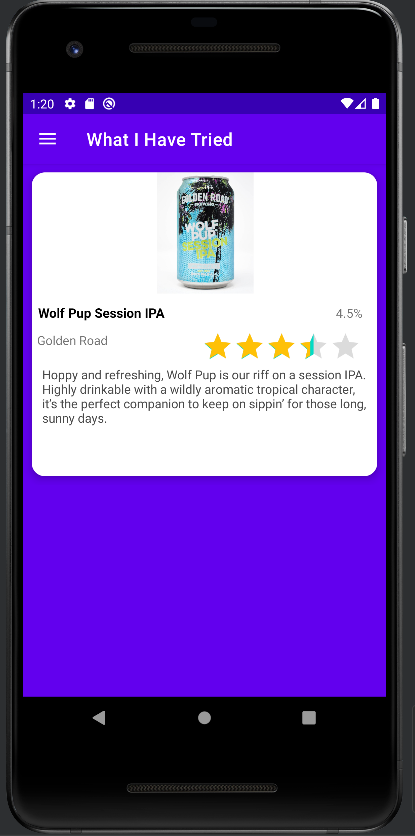 1:20
What I Have Tried
GOLDEN ROAD
BREWING
WOLF
PUP
SESSION
IPA
Wolf Pup Session IPA 4.5%
Golden Road
Hoppy and refreshing, Wolf Pup is our riff on a session IPA.
Highly drinkable with a wildly aromatic tropical character,
it's the perfect companion to keep on sippin' for those long,
sunny days.